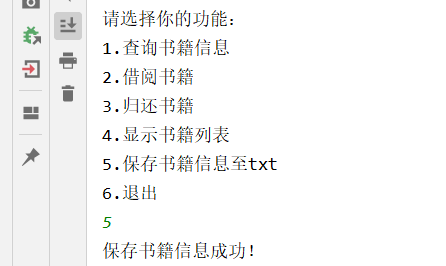 请选择你的功能：
1.查询书籍信息
2.借阅书籍
3.归还书籍
4.显示书籍列表
5.保存书籍信息至txt
6.退出
5
保存书籍信息成功！